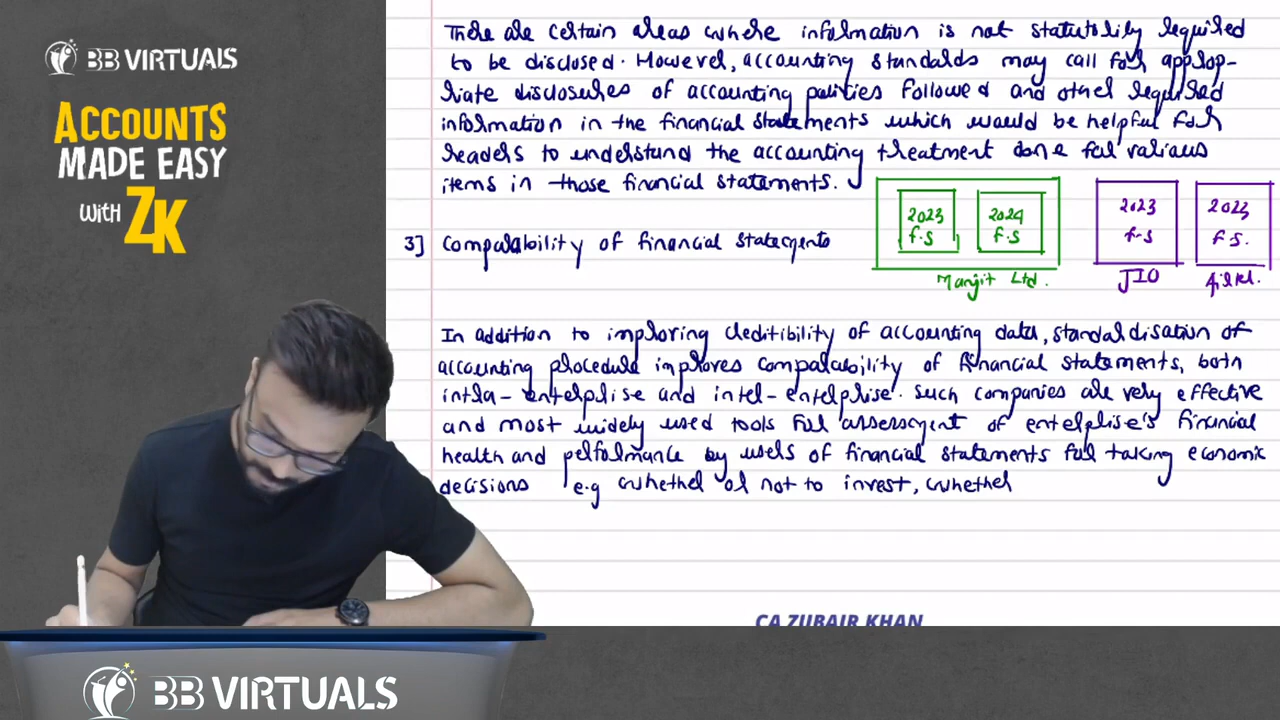 BB VIRTUALS
ACCOUNTS
MADE EASY
with ZK
There are certain areas where information is not statutorily required
to be disclosed. However, accounting standards may call for approp-
riate disclosures of accounting policies followed and other required
information in the financial statements which would be helpful for
readers to understand the accounting treatment done for various
items in those financial statements.
2023
F.S
2024
F.S
Manjit Ltd.
2023
F.S
JIO
2023
F.S.
Airtel.
3] Comparability of financial statements
In addition to improving creditibility of accounting data, standardisation of
accounting procedure improves comparability of financial statements, both
intra-enterprise and inter-enterprise. Such companies are very effective
and most widely used tools for assessment of enterprise's financial
health and performance by users of financial statements for taking economic
decisions e.g whether or not to invest, whether
CA ZUBAIR KHAN
BB VIRTUALS